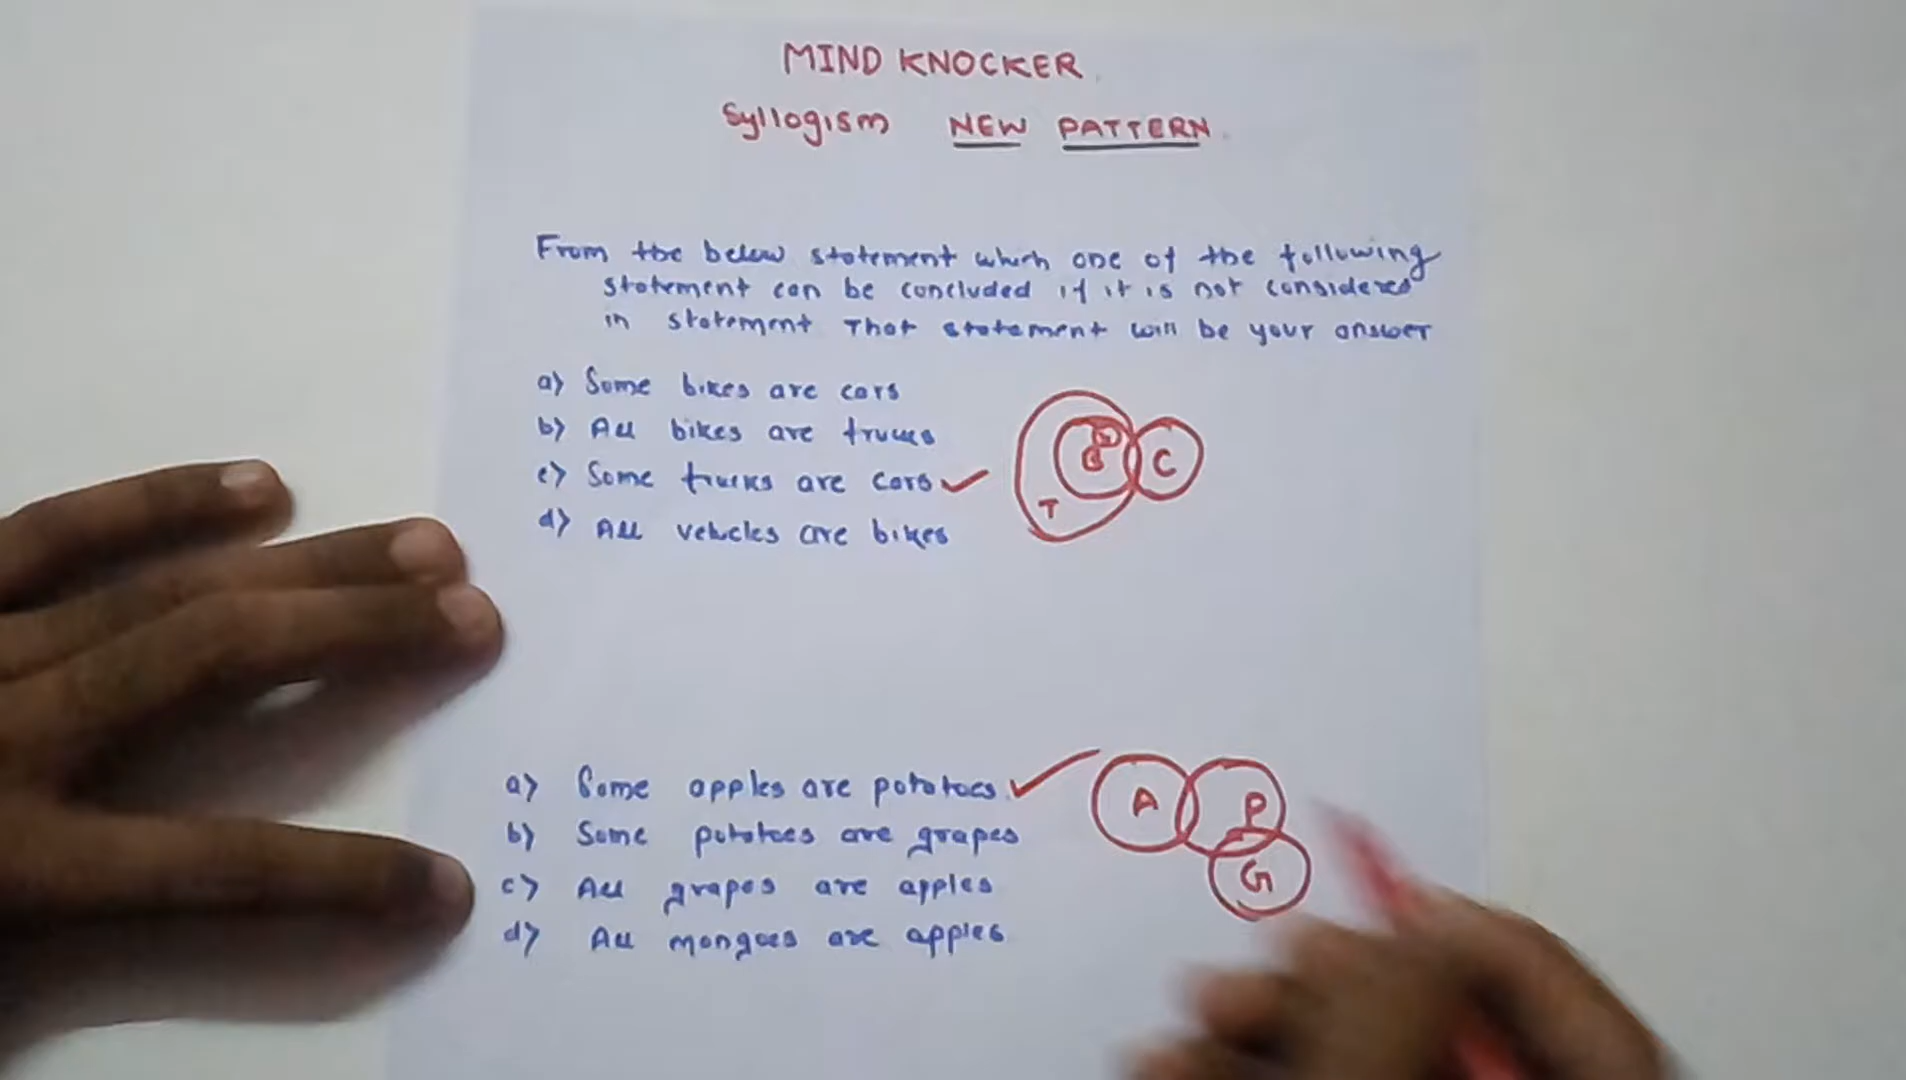 MIND KNOCKER
Syllogism NEW PATTERN
From the below statement which one of the following
statement can be concluded if it is not considered
in statement That statement will be your answer
a) Some bikes are cars
b) All bikes are trucks
c) Some trucks are cars
d) All vehicles are bikes
B C
T
a) Some apples are potatoes
b) Some potatoes are grapes
c) All grapes are apples
d) All mangoes are apples
A P
G